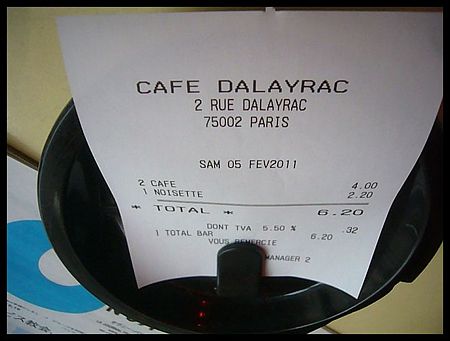 CAFE DALAYRAC
2 RUE DALAYRAC
75002 PARIS
SAM 05 FEV2011
2 CAFE 4.00
1 NOISETTE 2.20
* TOTAL * 6.20
DONT TVA 5.50 % .32
1 TOTAL BAR 6.20
VOUS REMERCIE
MANAGER 2